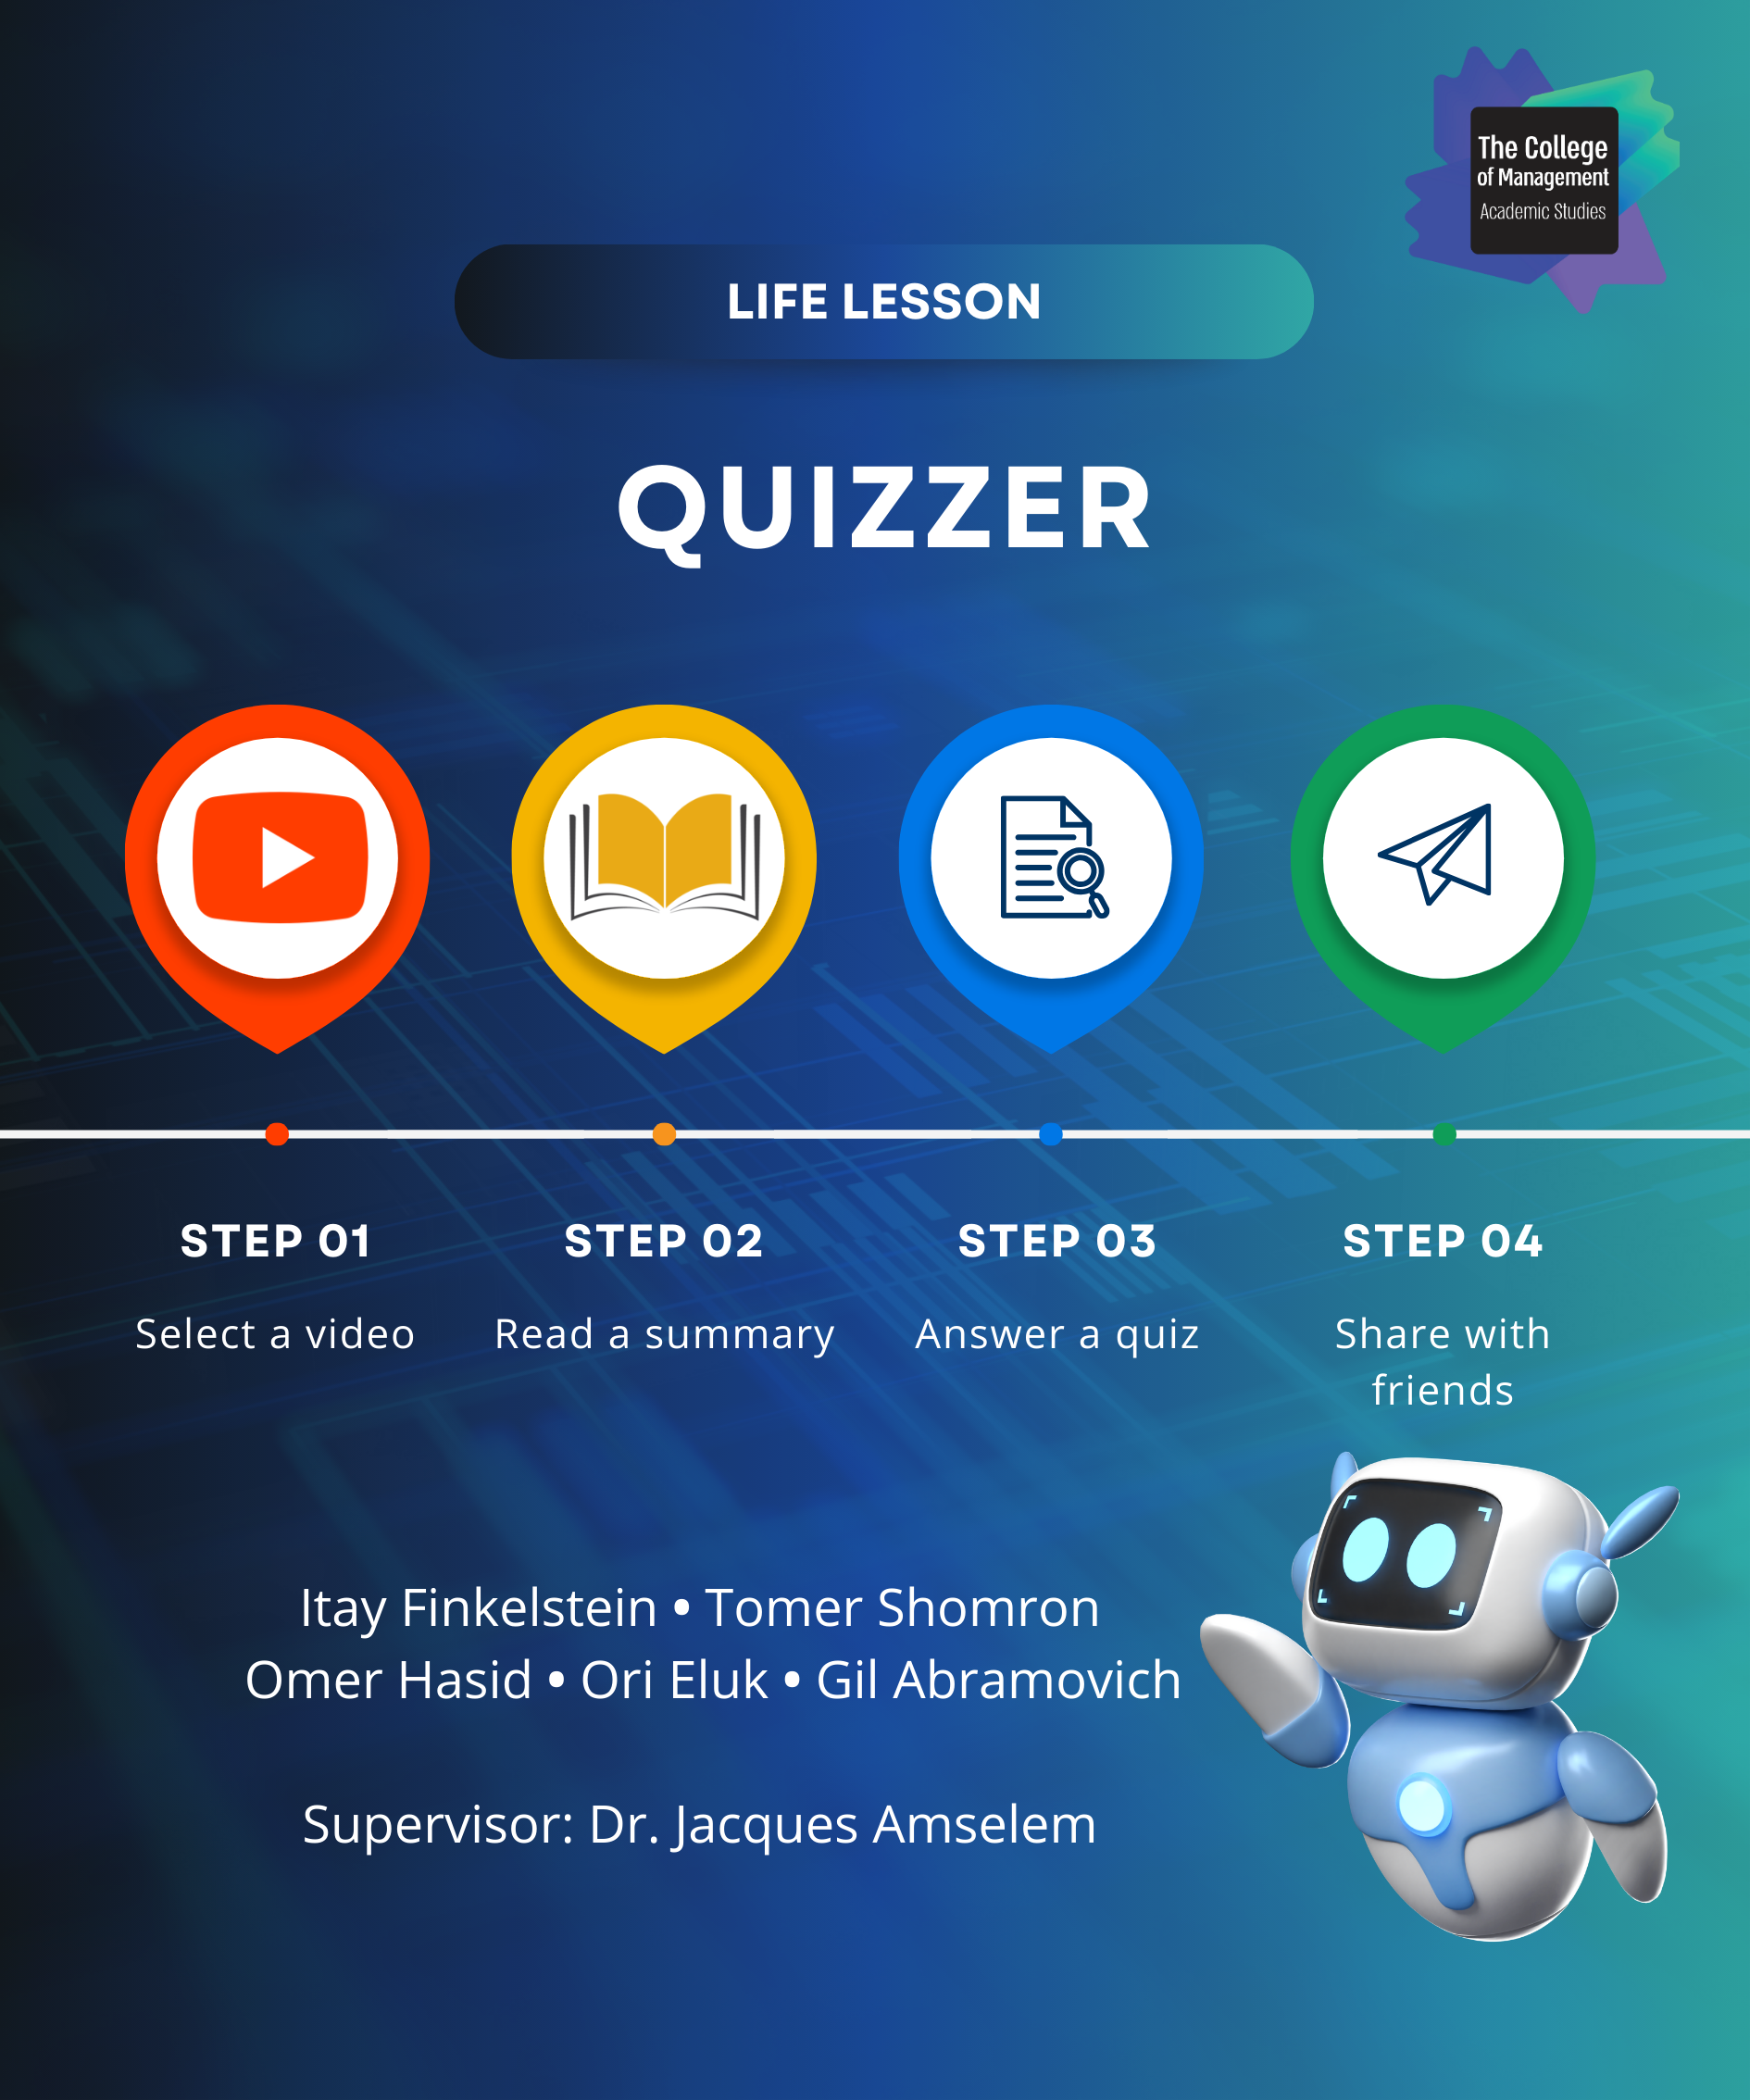 The College
of Management
Academic Studies
LIFE LESSON
QUIZZER
STEP 01
Select a video
STEP 02
Read a summary
STEP 03
Answer a quiz
STEP 04
Share with
friends
Itay Finkelstein • Tomer Shomron
Omer Hasid • Ori Eluk • Gil Abramovich
Supervisor: Dr. Jacques Amselem